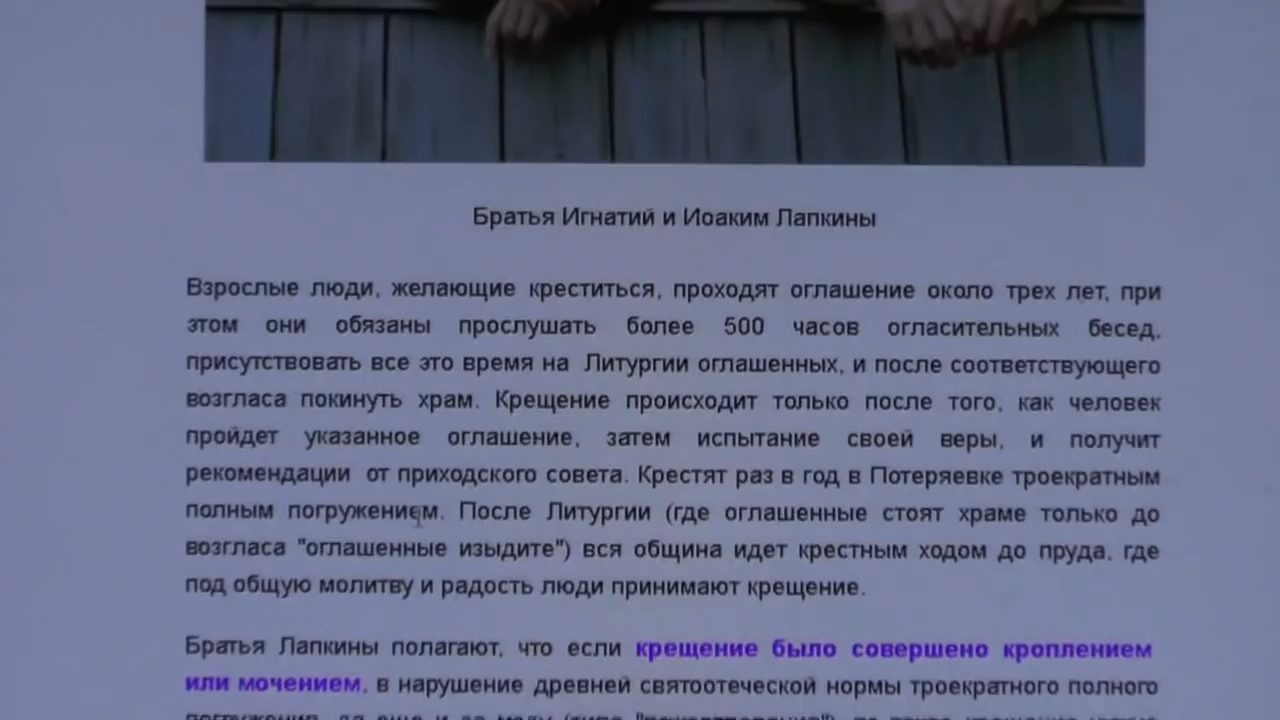 Братья Игнатий и Иоаким Лапкины
Взрослые люди, желающие креститься, проходят оглашение около трех лет, при
этом они обязаны прослушать более 500 часов огласительных бесед,
присутствовать все это время на Литургии оглашенных, и после соответствующего
возгласа покинуть храм. Крещение происходит только после того, как человек
пройдет указанное оглашение, затем испытание своей веры, и получит
рекомендации от приходского совета. Крестят раз в год в Потеряевке троекратным
полным погружением. После Литургии (где оглашенные стоят храме только до
возгласа "оглашенные изыдите") вся община идет крестным ходом до пруда, где
под общую молитву и радость люди принимают крещение.
Братья Лапкины полагают, что если крещение было совершено кроплением
или мочением, в нарушение древней святоотеческой нормы троекратного полного